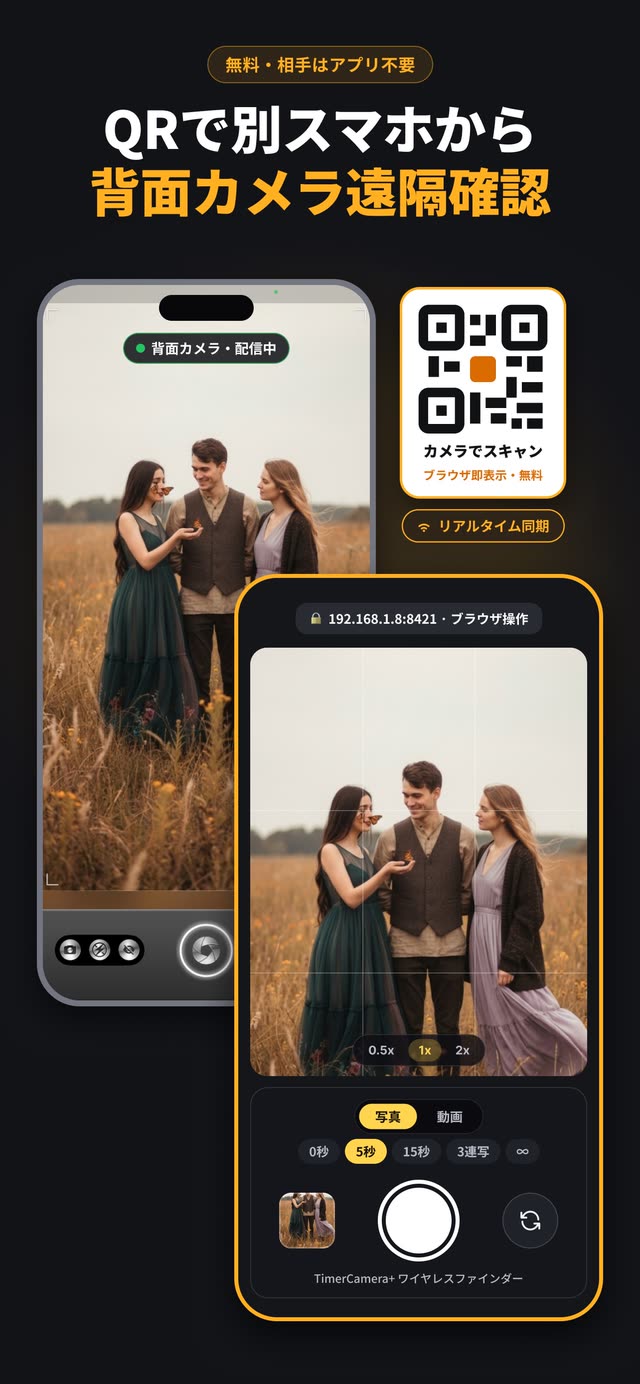 無料・相手はアプリ不要
QRで別スマホから
背面カメラ遠隔確認
背面カメラ・配信中
カメラでスキャン
ブラウザ即表示・無料
リアルタイム同期
192.168.1.8:8421・ブラウザ操作
0.5x 1x 2x
写真 動画
0秒 5秒 15秒 3連写 ∞
TimerCamera+ ワイヤレスファインダー